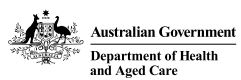 Australian Government
Department of Health
and Aged Care